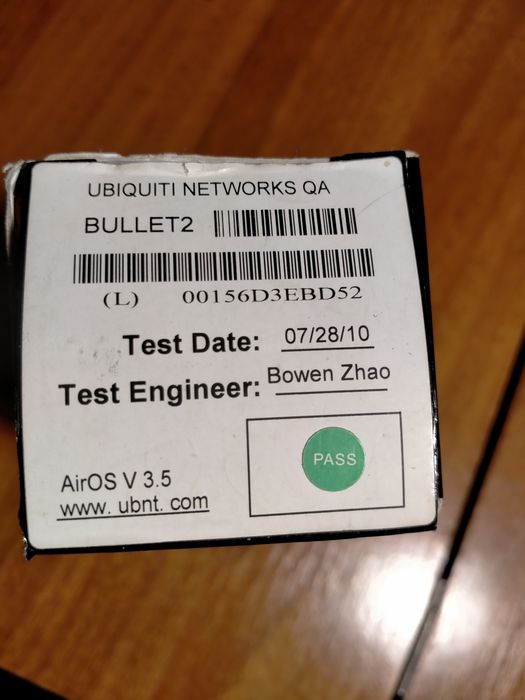 UBIQUITI NETWORKS QA
BULLET2
(L) 00156D3EBD52
Test Date: 07/28/10
Test Engineer: Bowen Zhao
PASS
AirOS V 3.5
www. ubnt. com